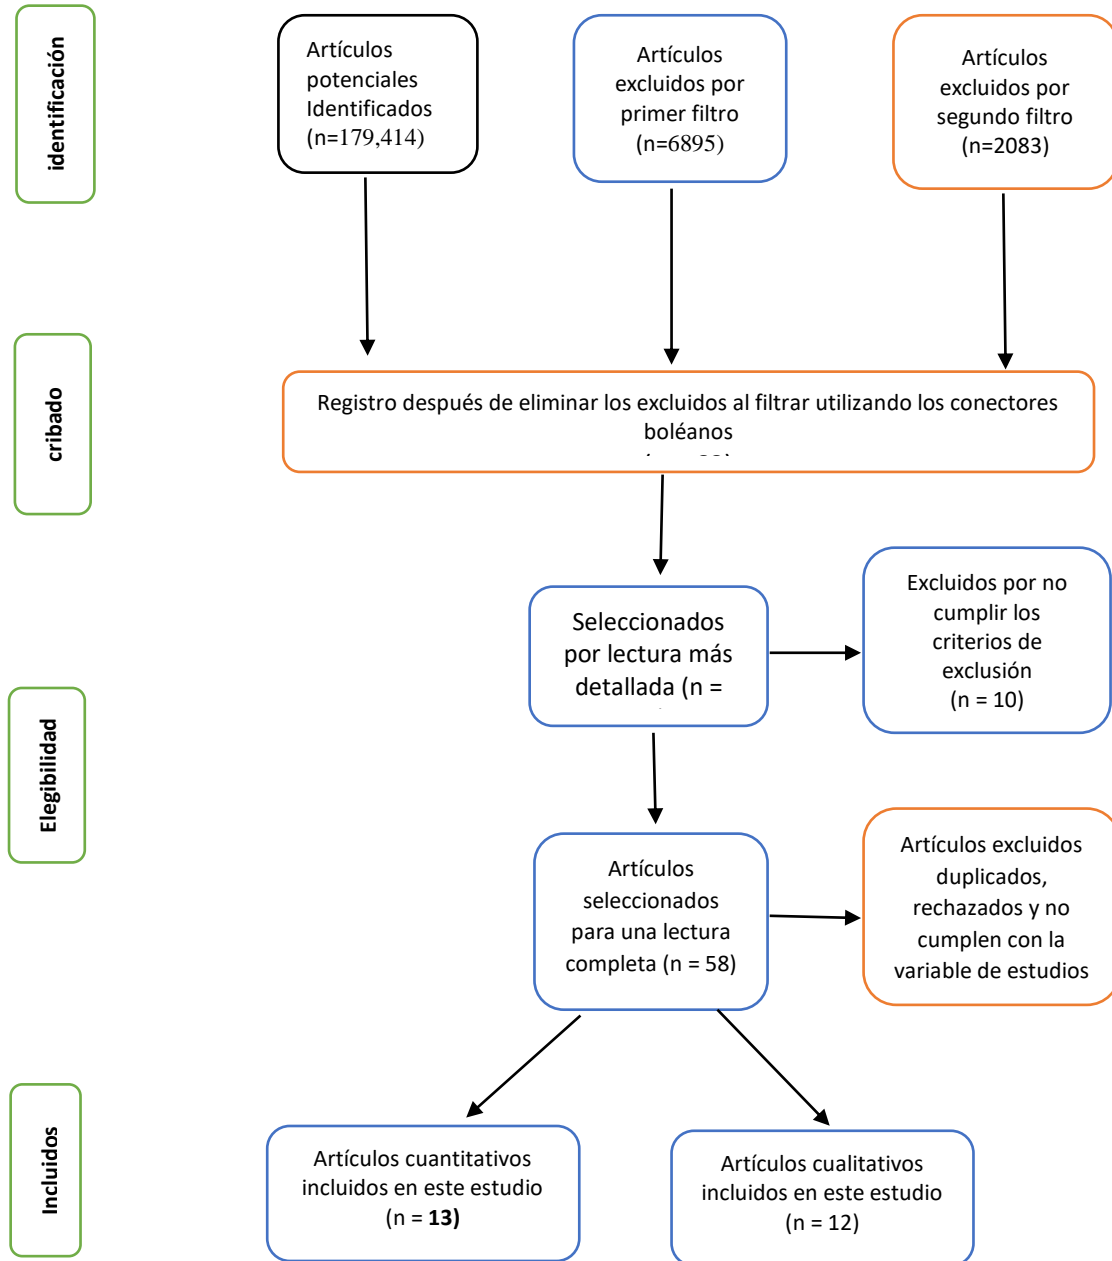 identificación
Artículos
potenciales
Identificados
(n=179,414)
Artículos
excluidos por
primer filtro
(n=6895)
Artículos
excluidos por
segundo filtro
(n=2083)
cribado
Registro después de eliminar los excluidos al filtrar utilizando los conectores
boléanos
Seleccionados
por lectura más
detallada (n =
Excluidos por no
cumplir los
criterios de
exclusión
(n = 10)
Elegibilidad
Artículos
seleccionados
para una lectura
completa (n = 58)
Artículos excluidos
duplicados,
rechazados y no
cumplen con la
variable de estudios
Incluidos
Artículos cuantitativos
incluidos en este estudio
(n = 13)
Artículos cualitativos
incluidos en este estudio
(n = 12)